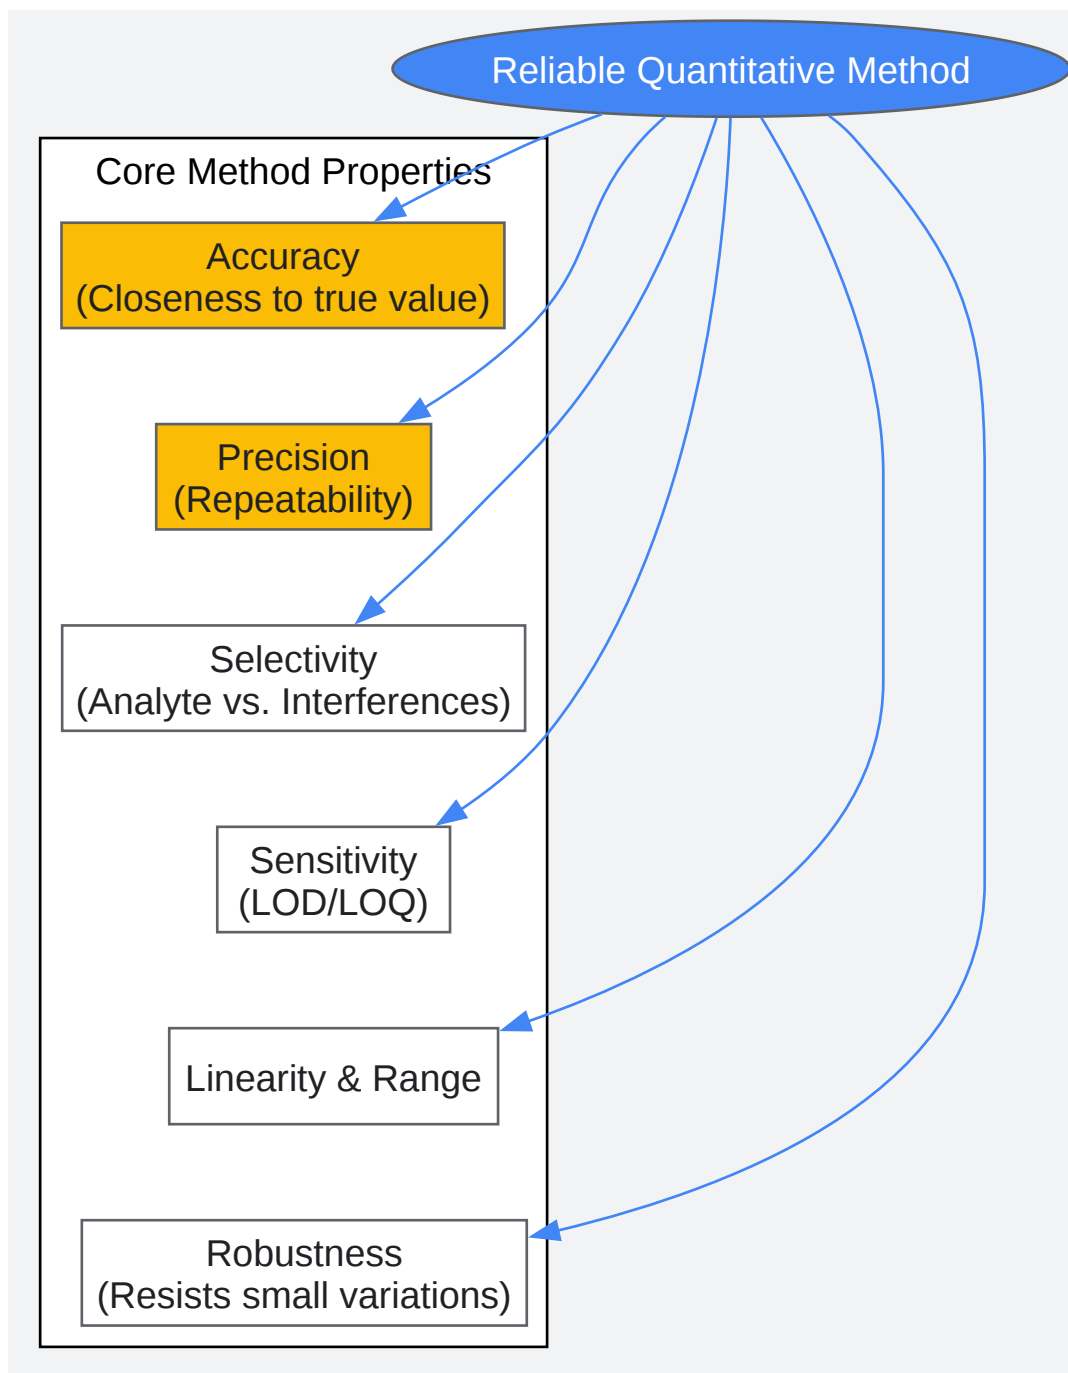 Reliable Quantitative Method
Core Method Properties
Accuracy
(Closeness to true value)
Precision
(Repeatability)
Selectivity
(Analyte vs. Interferences)
Sensitivity
(LOD/LOQ)
Linearity & Range
Robustness
(Resists small variations)